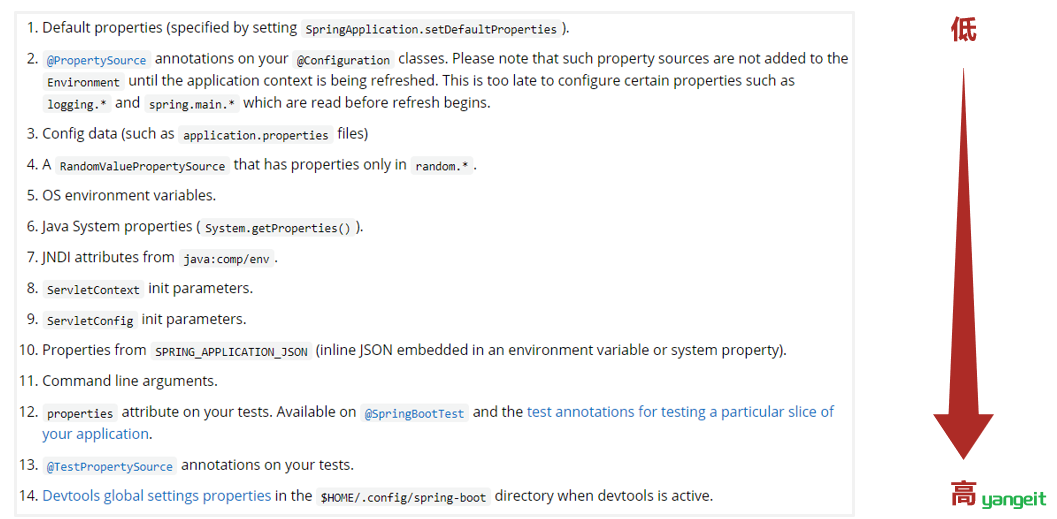 1. Default properties (specified by setting SpringApplication.setDefaultProperties ).
低
2. @PropertySource annotations on your @Configuration classes. Please note that such property sources are not added to the
Environment until the application context is being refreshed. This is too late to configure certain properties such as
logging.* and spring.main.* which are read before refresh begins.
3. Config data (such as application.properties files)
4. A RandomValuePropertySource that has properties only in random.* .
5. OS environment variables.
6. Java System properties ( System.getProperties() ).
7. JNDI attributes from java:comp/env .
8. ServletContext init parameters.
9. ServletConfig init parameters.
10. Properties from SPRING_APPLICATION_JSON (inline JSON embedded in an environment variable or system property).
11. Command line arguments.
12. properties attribute on your tests. Available on @SpringBootTest and the test annotations for testing a particular slice of
your application.
13. @TestPropertySource annotations on your tests.
14. Devtools global settings properties in the $HOME/.config/spring-boot directory when devtools is active.
高 yangeit